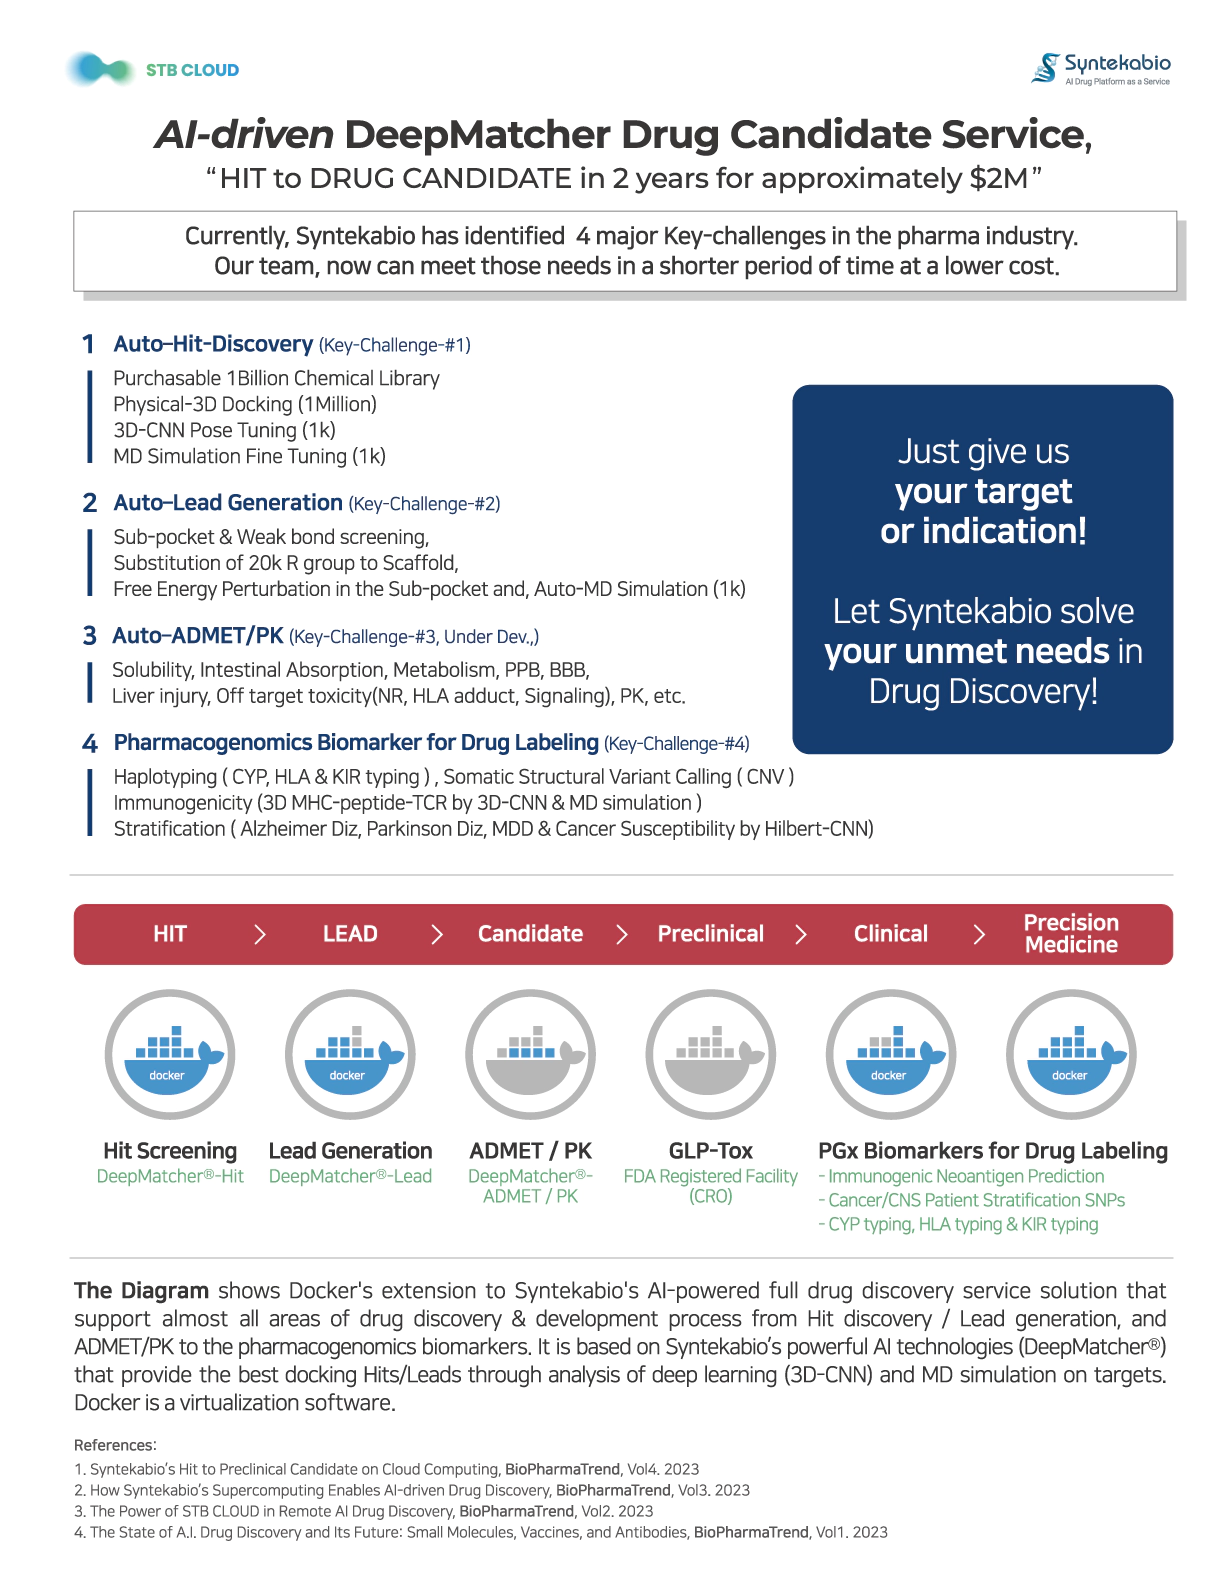 STB CLOUD
Syntekabio
AI Drug Platform as a Service
AI-driven DeepMatcher Drug Candidate Service,
“HIT to DRUG CANDIDATE in 2 years for approximately $2M”
Currently, Syntekabio has identified 4 major Key-challenges in the pharma industry.
Our team, now can meet those needs in a shorter period of time at a lower cost.
1 Auto–Hit-Discovery (Key-Challenge-#1)
Purchasable 1Billion Chemical Library
Physical-3D Docking (1Million)
3D-CNN Pose Tuning (1k)
MD Simulation Fine Tuning (1k)
2 Auto–Lead Generation (Key-Challenge-#2)
Sub-pocket & Weak bond screening,
Substitution of 20k R group to Scaffold,
Free Energy Perturbation in the Sub-pocket and, Auto-MD Simulation (1k)
3 Auto–ADMET/PK (Key-Challenge-#3, Under Dev.,)
Solubility, Intestinal Absorption, Metabolism, PPB, BBB,
Liver injury, Off target toxicity(NR, HLA adduct, Signaling), PK, etc.
4 Pharmacogenomics Biomarker for Drug Labeling (Key-Challenge-#4)
Haplotyping ( CYP, HLA & KIR typing ) , Somatic Structural Variant Calling ( CNV )
Immunogenicity (3D MHC-peptide-TCR by 3D-CNN & MD simulation )
Stratification ( Alzheimer Diz, Parkinson Diz, MDD & Cancer Susceptibility by Hilbert-CNN)
Just give us
your target
or indication!
Let Syntekabio solve
your unmet needs in
Drug Discovery!
HIT > LEAD > Candidate > Preclinical > Clinical > Precision
Medicine
docker
docker
docker
docker
Hit Screening
DeepMatcher®-Hit
Lead Generation
DeepMatcher®-Lead
ADMET / PK
DeepMatcher®-
ADMET / PK
GLP-Tox
FDA Registered Facility
(CRO)
PGx Biomarkers for Drug Labeling
- Immunogenic Neoantigen Prediction
- Cancer/CNS Patient Stratification SNPs
- CYP typing, HLA typing & KIR typing
The Diagram shows Docker's extension to Syntekabio's AI-powered full drug discovery service solution that
support almost all areas of drug discovery & development process from Hit discovery / Lead generation, and
ADMET/PK to the pharmacogenomics biomarkers. It is based on Syntekabio’s powerful AI technologies (DeepMatcher®)
that provide the best docking Hits/Leads through analysis of deep learning (3D-CNN) and MD simulation on targets.
Docker is a virtualization software.
References:
1. Syntekabio’s Hit to Preclinical Candidate on Cloud Computing, BioPharmaTrend, Vol4. 2023
2. How Syntekabio’s Supercomputing Enables AI-driven Drug Discovery, BioPharmaTrend, Vol3. 2023
3. The Power of STB CLOUD in Remote AI Drug Discovery, BioPharmaTrend, Vol2. 2023
4. The State of A.I. Drug Discovery and Its Future: Small Molecules, Vaccines, and Antibodies, BioPharmaTrend, Vol1. 2023